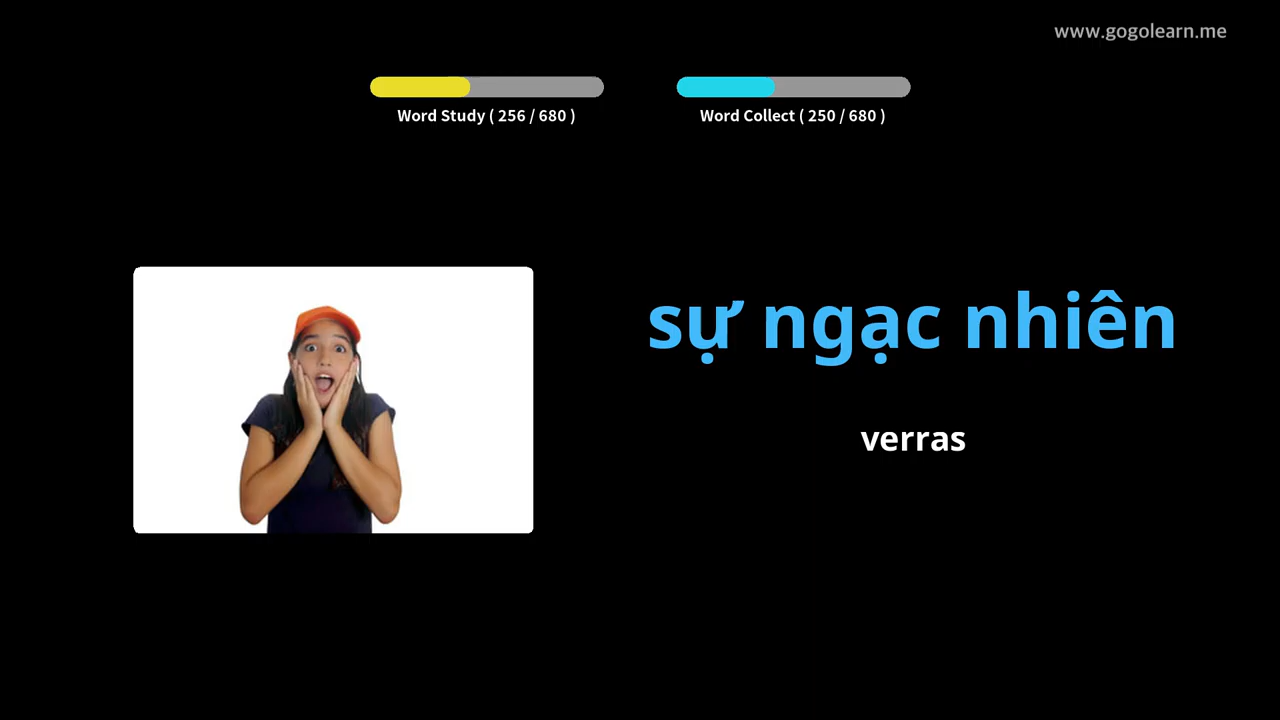 www.gogolearn.me
Word Study ( 256 / 680 )
Word Collect ( 250 / 680 )
sự ngạc nhiên
verras